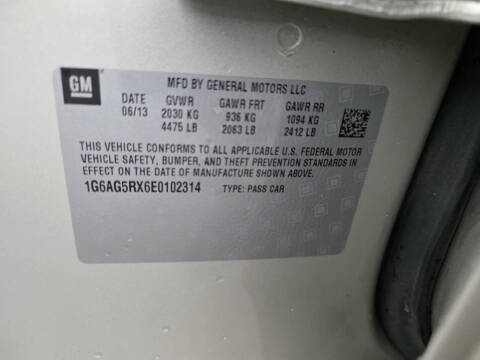 GM
MFD BY GENERAL MOTORS LLC
DATE GVWR GAWR FRT GAWR RR
06/13 2030 KG 936 KG 1094 KG
4475 LB 2063 LB 2412 LB
THIS VEHICLE CONFORMS TO ALL APPLICABLE U.S. FEDERAL MOTOR
VEHICLE SAFETY, BUMPER, AND THEFT PREVENTION STANDARDS IN
EFFECT ON THE DATE OF MANUFACTURE SHOWN ABOVE.
1G6AG5RX6E0102314 TYPE: PASS CAR